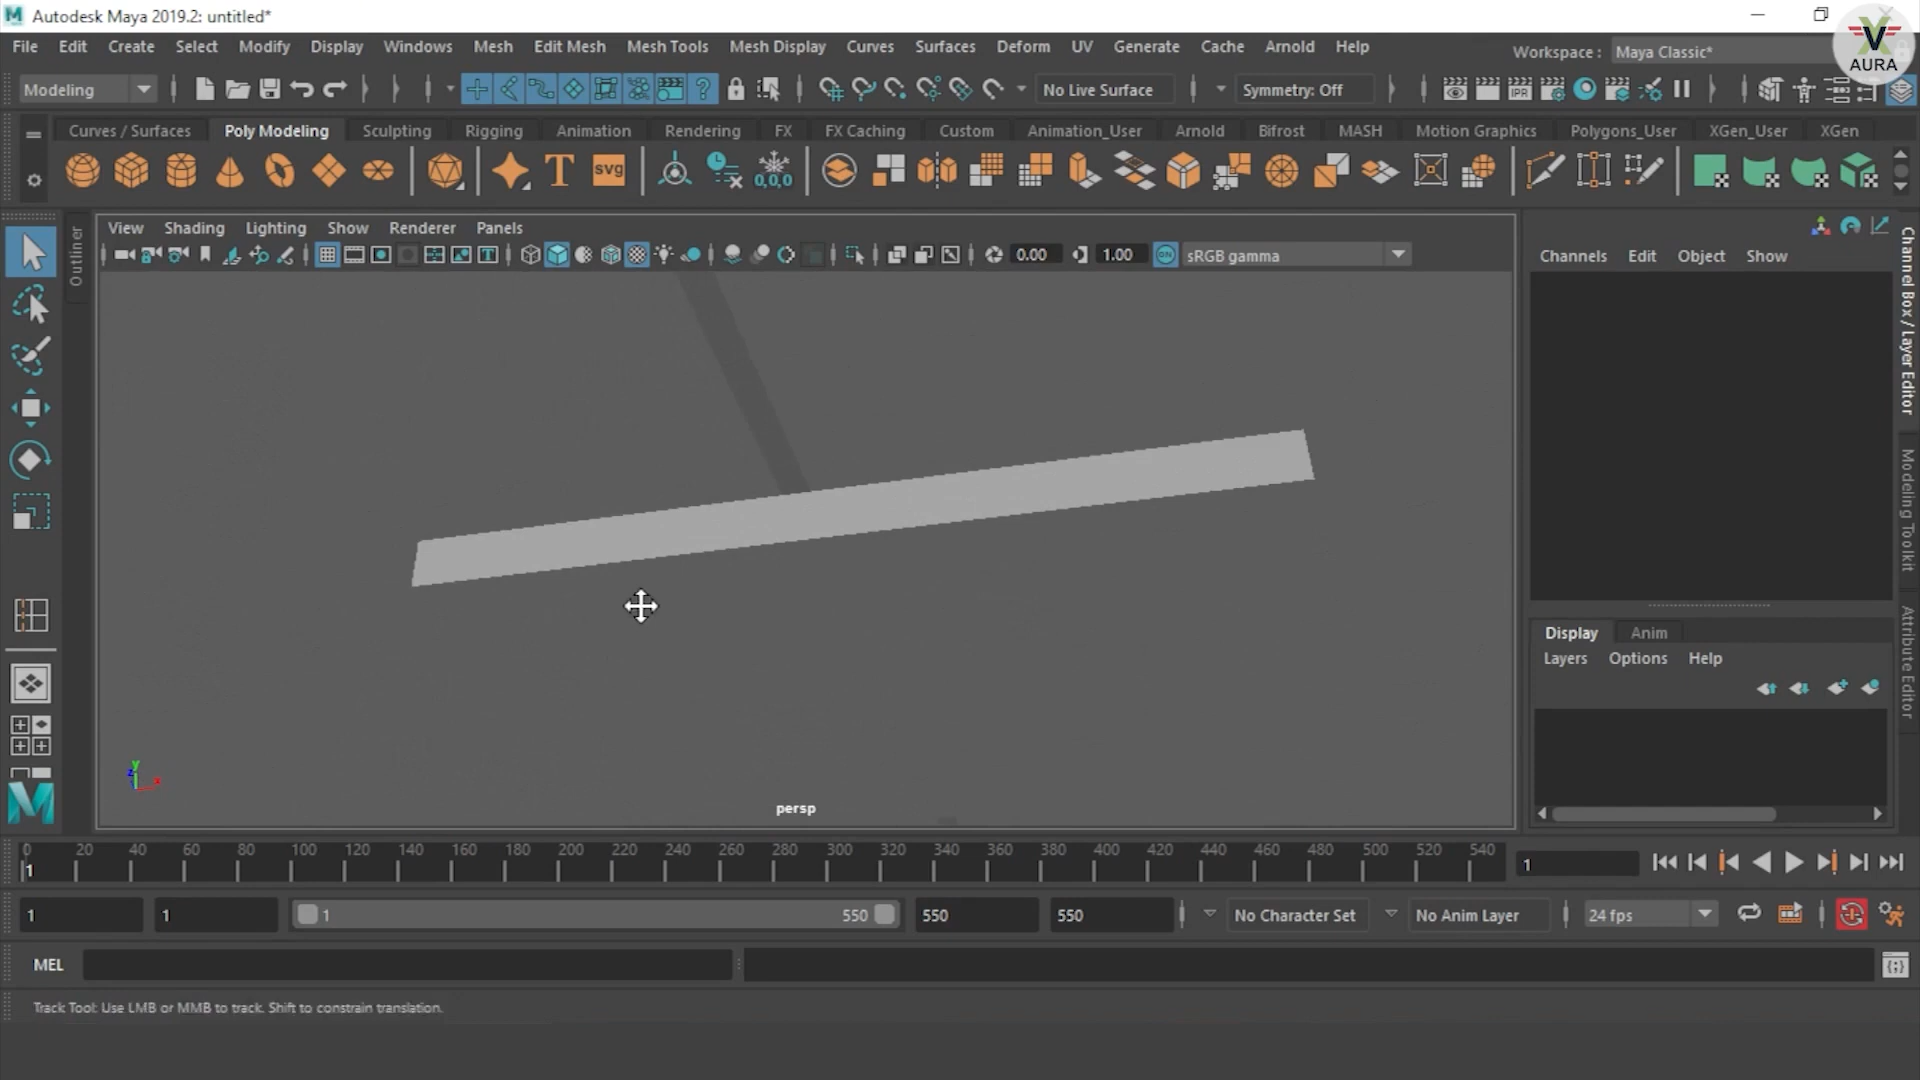 Autodesk Maya 2019.2: untitled*
File Edit Create Select Modify Display Windows Mesh Edit Mesh Mesh Tools Mesh Display Curves Surfaces Deform UV Generate Cache Arnold Help Workspace : Maya Classic*
AURA
Modeling No Live Surface Symmetry: Off IPR
Curves / Surfaces Poly Modeling Sculpting Rigging Animation Rendering FX FX Caching Custom Animation_User Arnold Bifrost MASH Motion Graphics Polygons_User XGen_User XGen
T SVG 0,0,0
View Shading Lighting Show Renderer Panels
0.00 1.00 ON sRGB gamma
Outliner
Channels Edit Object Show
Channel Box / Layer Editor
Modeling Toolkit
Attribute Editor
Display Anim
Layers Options Help
y
z x
persp
0 20 40 60 80 100 120 140 160 180 200 220 240 260 280 300 320 340 360 380 400 420 440 460 480 500 520 540
1 1
1 1 1 550 550 550 No Character Set No Anim Layer 24 fps
MEL
Track Tool: Use LMB or MMB to track. Shift to constrain translation.